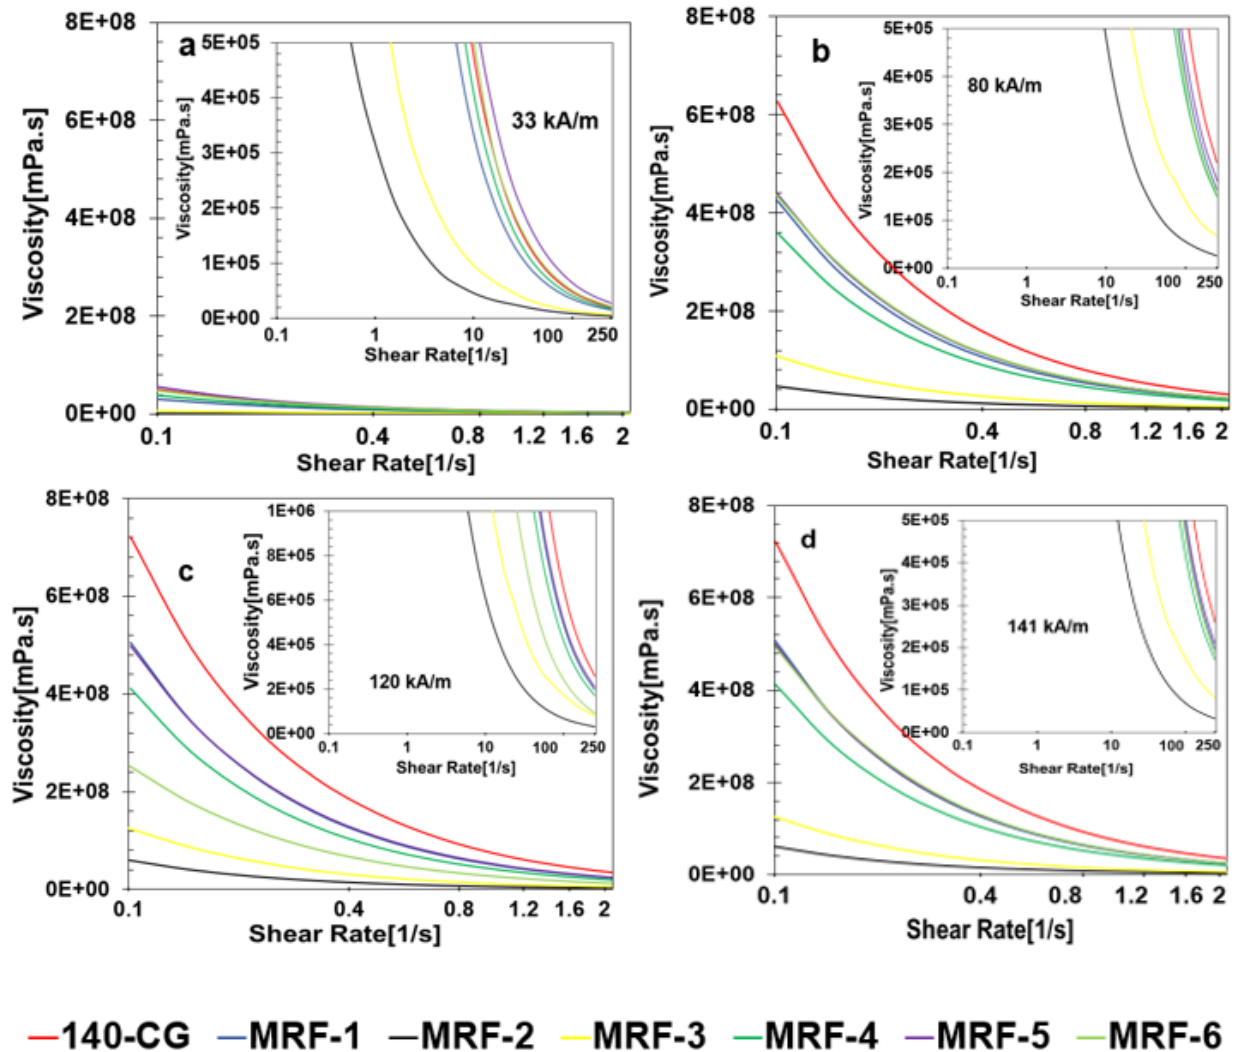 a
8E+08
6E+08
4E+08
2E+08
0E+00
Viscosity[mPa.s]
0.1 0.4 0.8 1.2 1.6 2
Shear Rate[1/s]
5E+05
4E+05
3E+05
2E+05
1E+05
0E+00
Viscosity[mPa.s]
33 kA/m
0.1 1 10 100 250
Shear Rate[1/s]
b
8E+08
6E+08
4E+08
2E+08
0E+00
Viscosity[mPa.s]
0.1 0.4 0.8 1.2 1.6 2
Shear Rate[1/s]
5E+05
4E+05
3E+05
2E+05
1E+05
0E+00
Viscosity[mPa.s]
80 kA/m
0.1 1 10 100 250
Shear Rate[1/s]
c
8E+08
6E+08
4E+08
2E+08
0E+00
Viscosity[mPa.s]
0.1 0.4 0.8 1.2 1.6 2
Shear Rate[1/s]
1E+06
8E+05
6E+05
4E+05
2E+05
0E+00
Viscosity[mPa.s]
120 kA/m
0.1 1 10 100 250
Shear Rate[1/s]
d
8E+08
6E+08
4E+08
2E+08
0E+00
Viscosity[mPa.s]
0.1 0.4 0.8 1.2 1.6 2
Shear Rate[1/s]
5E+05
4E+05
3E+05
2E+05
1E+05
0E+00
Viscosity[mPa.s]
141 kA/m
0.1 1 10 100 250
Shear Rate[1/s]
140-CG MRF-1 MRF-2 MRF-3 MRF-4 MRF-5 MRF-6